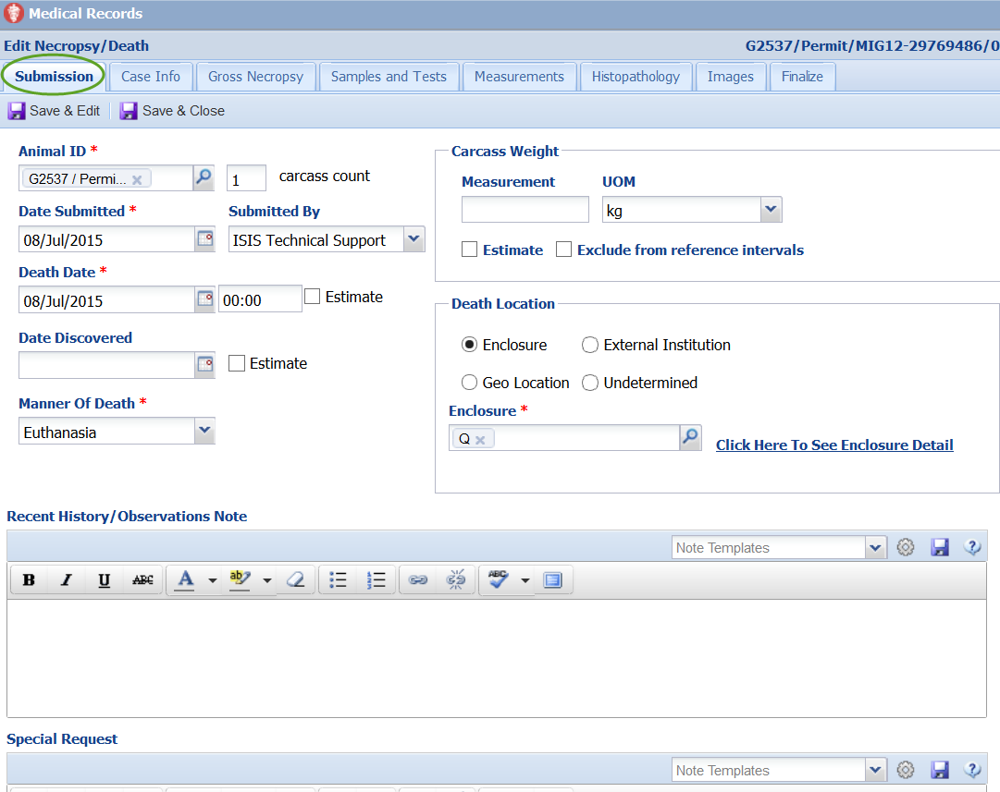 Medical Records
Edit Necropsy/Death G2537/Permit/MIG12-29769486/0
Submission Case Info Gross Necropsy Samples and Tests Measurements Histopathology Images Finalize
Save & Edit Save & Close
Animal ID *
G2537 / Permi... 1 carcass count
Date Submitted * Submitted By
08/Jul/2015 ISIS Technical Support
Death Date *
08/Jul/2015 00:00 Estimate
Date Discovered
Estimate
Manner Of Death *
Euthanasia
Carcass Weight
Measurement UOM
kg
Estimate Exclude from reference intervals
Death Location
Enclosure External Institution
Geo Location Undetermined
Enclosure *
Q Click Here To See Enclosure Detail
Recent History/Observations Note
Note Templates
B I U ABC A ab ABC
Special Request
Note Templates